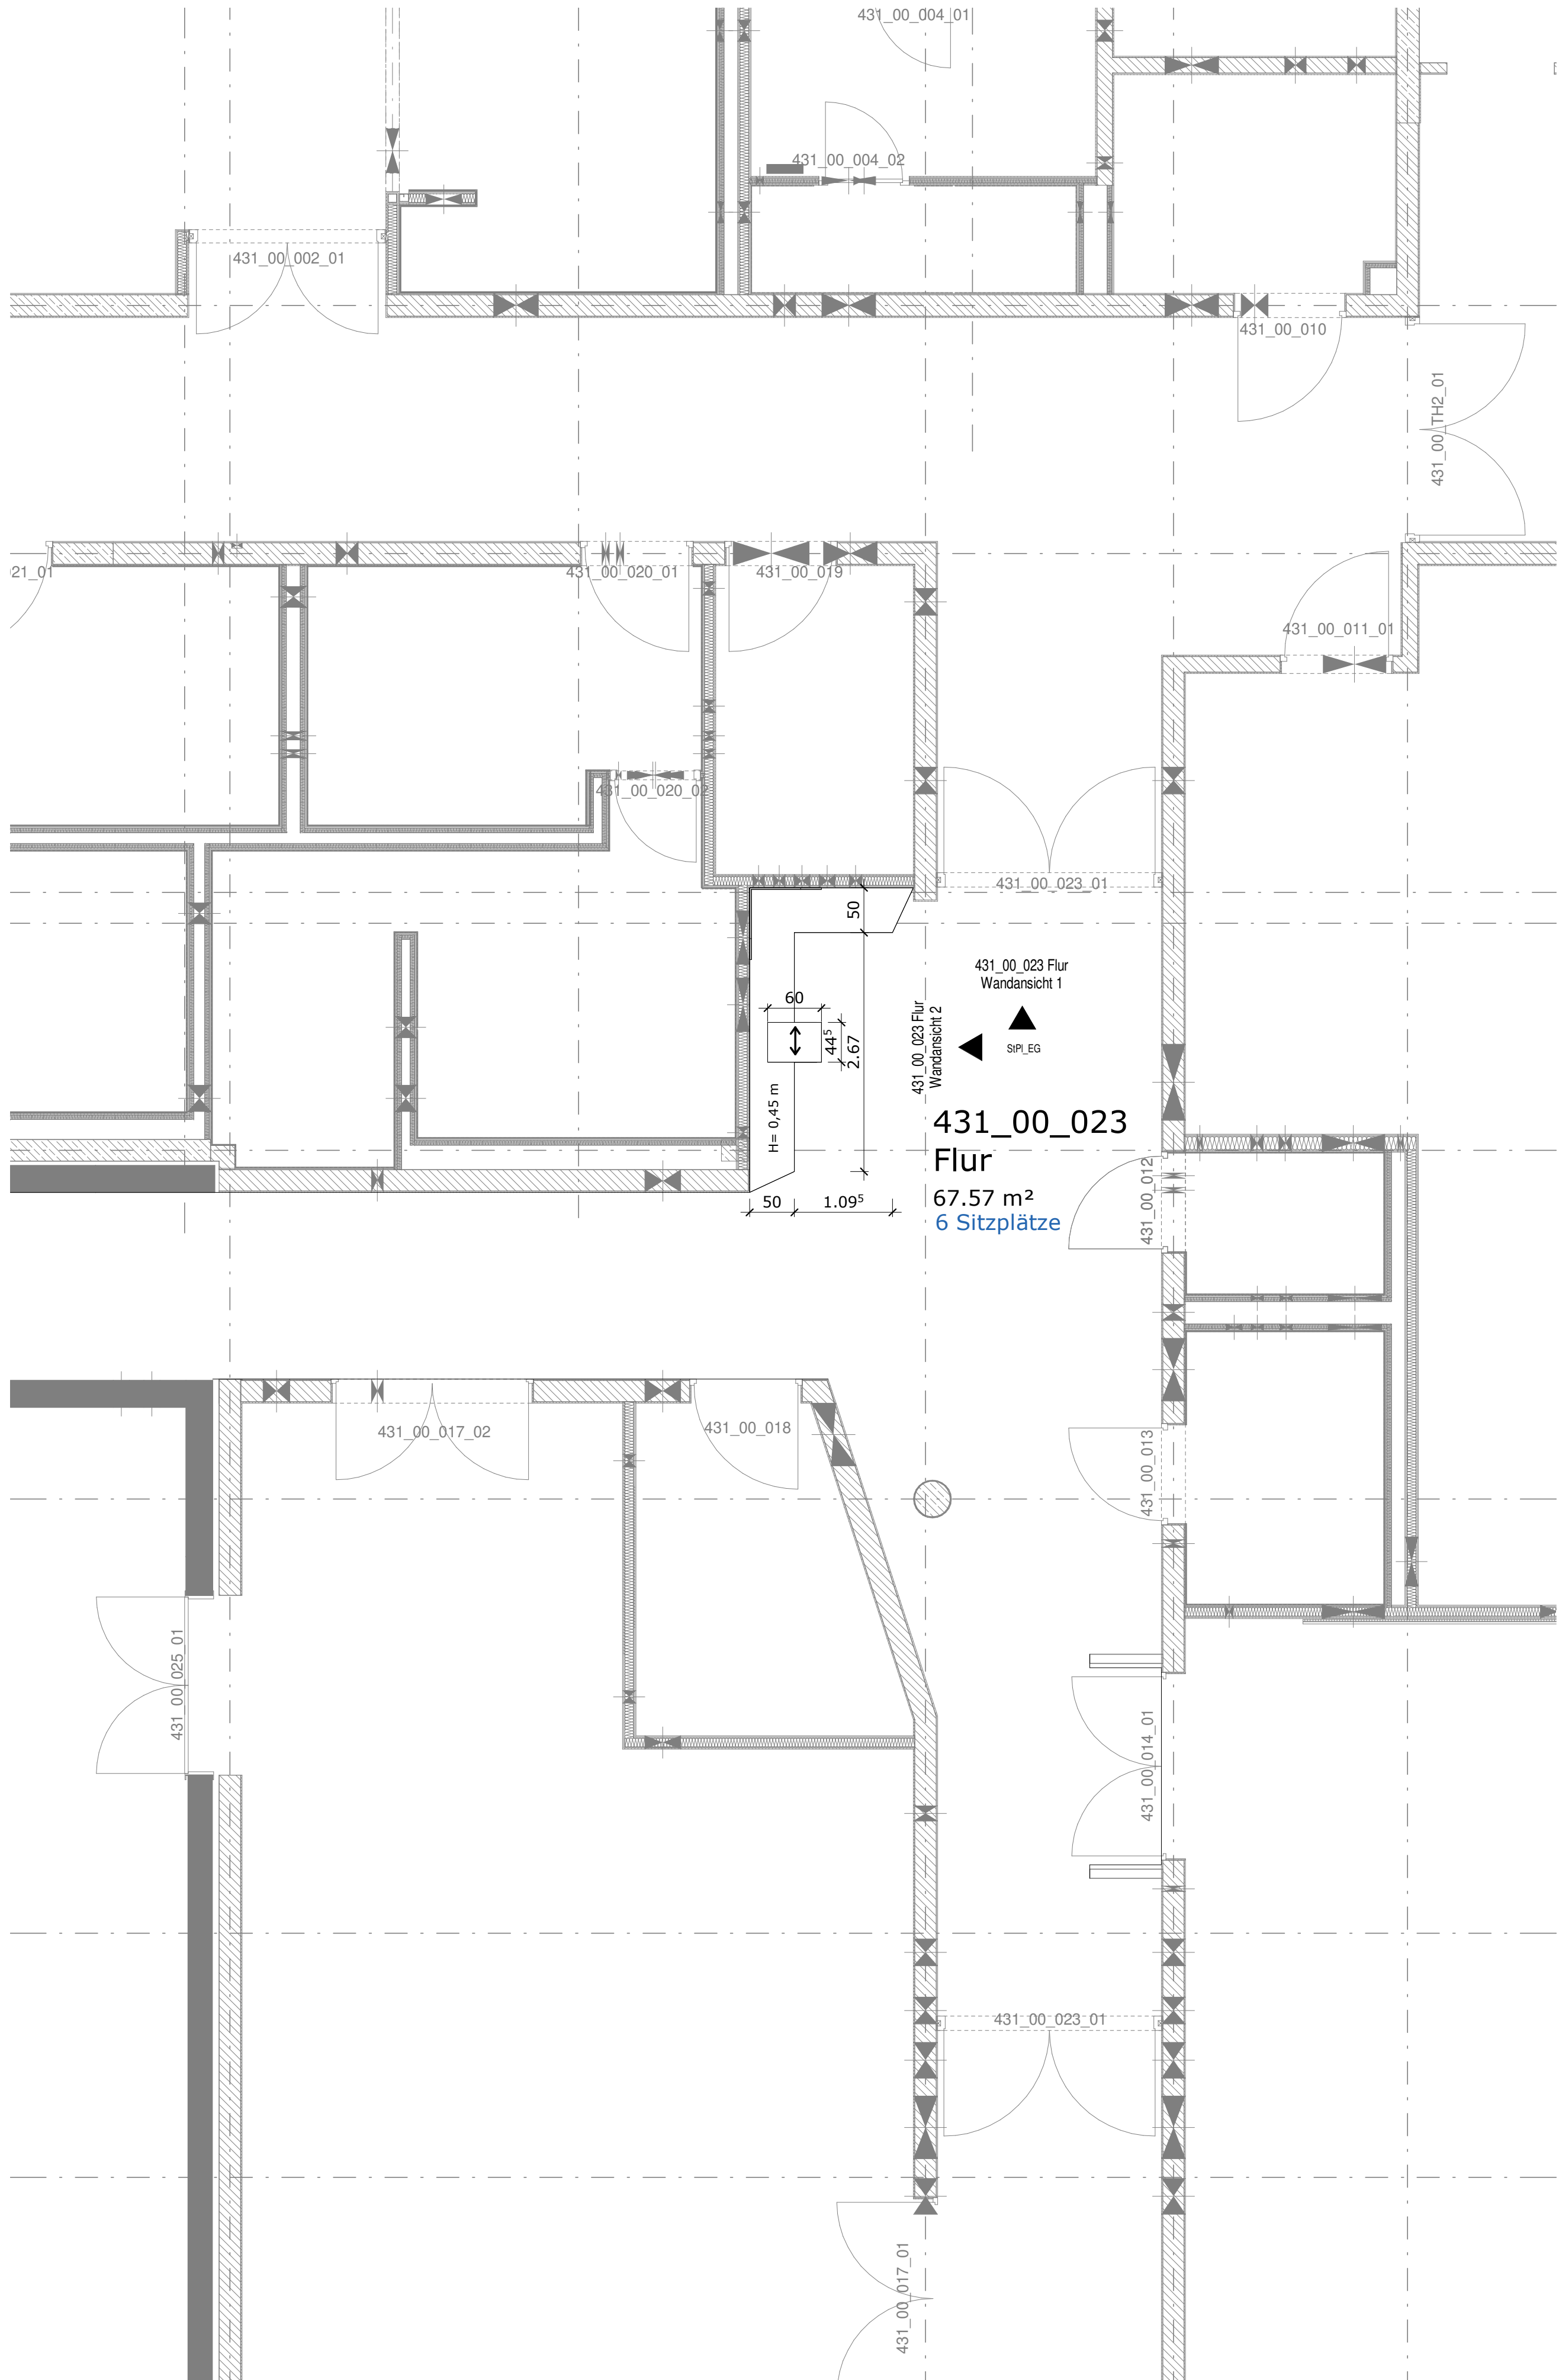 431_00_004_01
431_00_004_02
431_00_002_01
431_00_010
431_00_TH2_01
21_01
431_00_020_01
431_00_019
431_00_011_01
431_00_020_02
431_00_023_01
50
431_00_023 Flur
Wandansicht 1
431_00_023 Flur
Wandansicht 2
StPl_EG
60
44⁵
2.67
H= 0,45 m
431_00_023
Flur
67.57 m²
6 Sitzplätze
50
1.09⁵
431_00_012
431_00_017_02
431_00_018
431_00_013
431_00_025_01
431_00_014_01
431_00_023_01
431_00_017_01